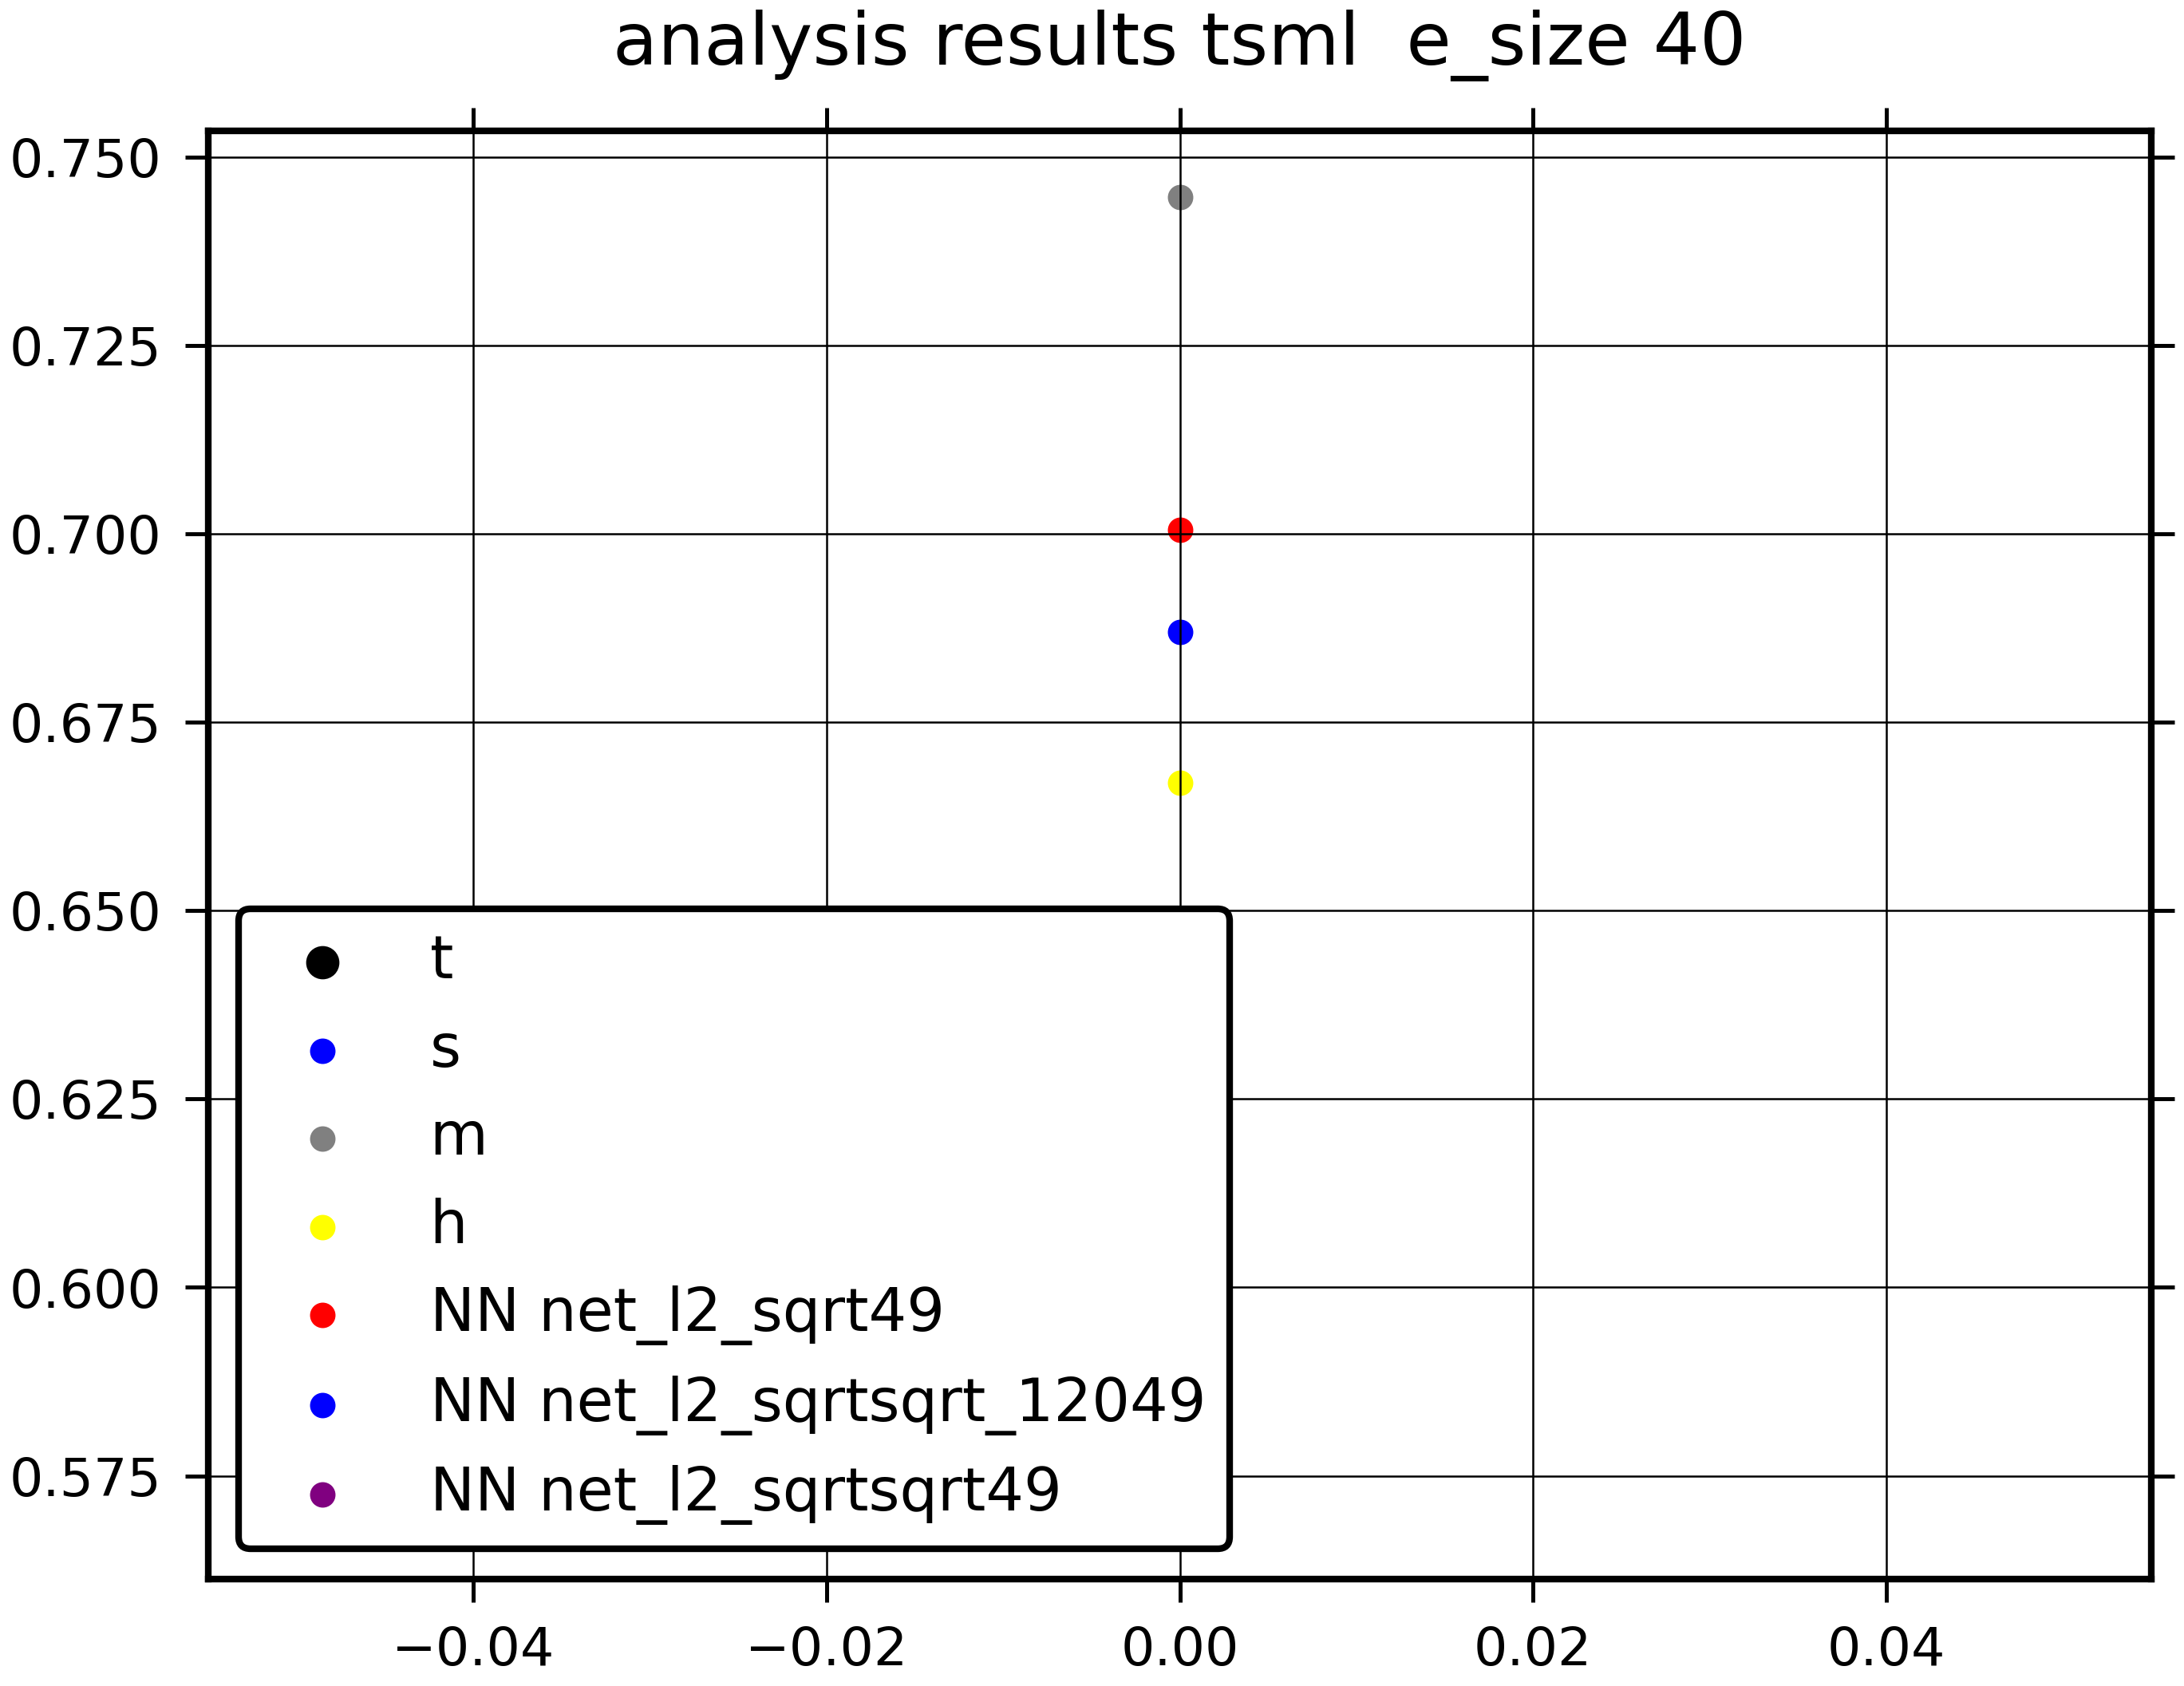 analysis results tsml  e_size 40
0.750
0.725
0.700
0.675
0.650
0.625
0.600
0.575
t
s
m
h
NN net_l2_sqrt49
NN net_l2_sqrtsqrt_12049
NN net_l2_sqrtsqrt49
−0.04 −0.02 0.00 0.02 0.04